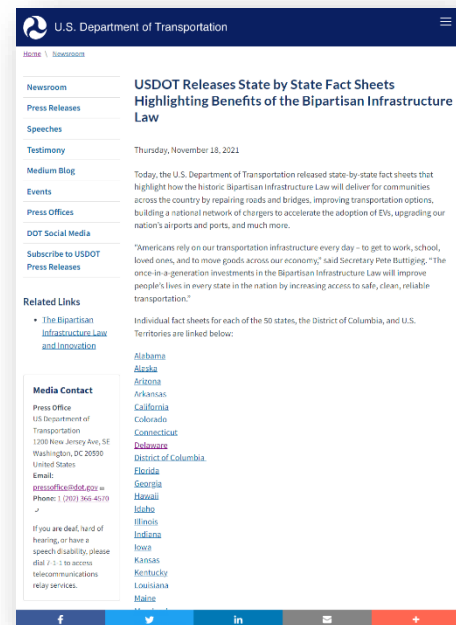 U.S. Department of Transportation
Home \ Newsroom
Newsroom
Press Releases
Speeches
Testimony
Medium Blog
Events
Press Offices
DOT Social Media
Subscribe to USDOT
Press Releases
Related Links
The Bipartisan
Infrastructure Law
and Innovation
Media Contact
Press Office
US Department of
Transportation
1200 New Jersey Ave, SE
Washington, DC 20590
United States
Email:
pressoffice@dot.gov
Phone: 1 (202) 366-4570
If you are deaf, hard of
hearing, or have a
speech disability, please
dial 7-1-1 to access
telecommunications
relay services.
USDOT Releases State by State Fact Sheets
Highlighting Benefits of the Bipartisan Infrastructure
Law
Thursday, November 18, 2021
Today, the U.S. Department of Transportation released state-by-state fact sheets that
highlight how the historic Bipartisan Infrastructure Law will deliver for communities
across the country by repairing roads and bridges, improving transportation options,
building a national network of chargers to accelerate the adoption of EVs, upgrading our
nation's airports and ports, and much more.
"Americans rely on our transportation infrastructure every day – to get to work, school,
loved ones, and to move goods across our economy," said Secretary Pete Buttigieg. "The
once-in-a-generation investments in the Bipartisan Infrastructure Law will improve
people's lives in every state in the nation by increasing access to safe, clean, reliable
transportation."
Individual fact sheets for each of the 50 states, the District of Columbia, and U.S.
Territories are linked below:
Alabama
Alaska
Arizona
Arkansas
California
Colorado
Connecticut
Delaware
District of Columbia
Florida
Georgia
Hawaii
Idaho
Illinois
Indiana
Iowa
Kansas
Kentucky
Louisiana
Maine